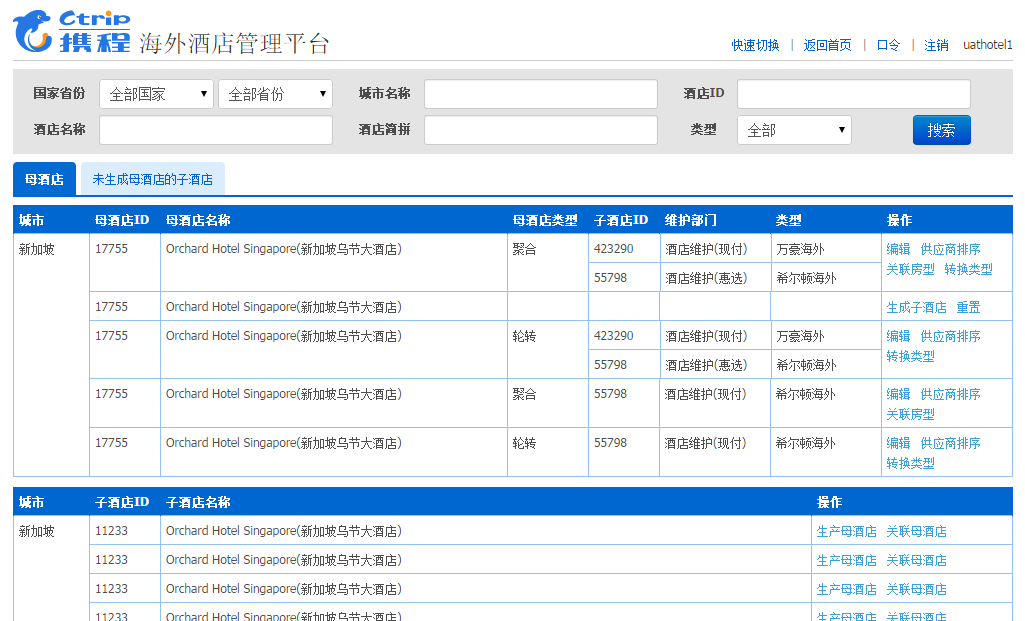 Ctrip
携程 海外酒店管理平台
快速切换 | 返回首页 | 口令 | 注销 uathotel1
国家省份 全部国家 全部省份 城市名称 酒店ID
酒店名称 酒店简拼 类型 全部 搜索
母酒店 未生成母酒店的子酒店
城市 母酒店ID 母酒店名称 母酒店类型 子酒店ID 维护部门 类型 操作
新加坡 17755 Orchard Hotel Singapore(新加坡乌节大酒店) 聚合 423290 酒店维护(现付) 万豪海外 编辑 供应商排序
关联房型 转换类型
55798 酒店维护(惠选) 希尔顿海外
17755 Orchard Hotel Singapore(新加坡乌节大酒店) 生成子酒店 重置
17755 Orchard Hotel Singapore(新加坡乌节大酒店) 轮转 423290 酒店维护(现付) 万豪海外 编辑 供应商排序
转换类型
55798 酒店维护(惠选) 希尔顿海外
17755 Orchard Hotel Singapore(新加坡乌节大酒店) 聚合 55798 酒店维护(现付) 希尔顿海外 编辑 供应商排序
关联房型
17755 Orchard Hotel Singapore(新加坡乌节大酒店) 轮转 55798 酒店维护(现付) 希尔顿海外 编辑 供应商排序
转换类型
城市 子酒店ID 子酒店名称 操作
新加坡 11233 Orchard Hotel Singapore(新加坡乌节大酒店) 生产母酒店 关联母酒店
11233 Orchard Hotel Singapore(新加坡乌节大酒店) 生产母酒店 关联母酒店
11233 Orchard Hotel Singapore(新加坡乌节大酒店) 生产母酒店 关联母酒店
11233 Orchard Hotel Singapore(新加坡乌节大酒店) 生产母酒店 关联母酒店